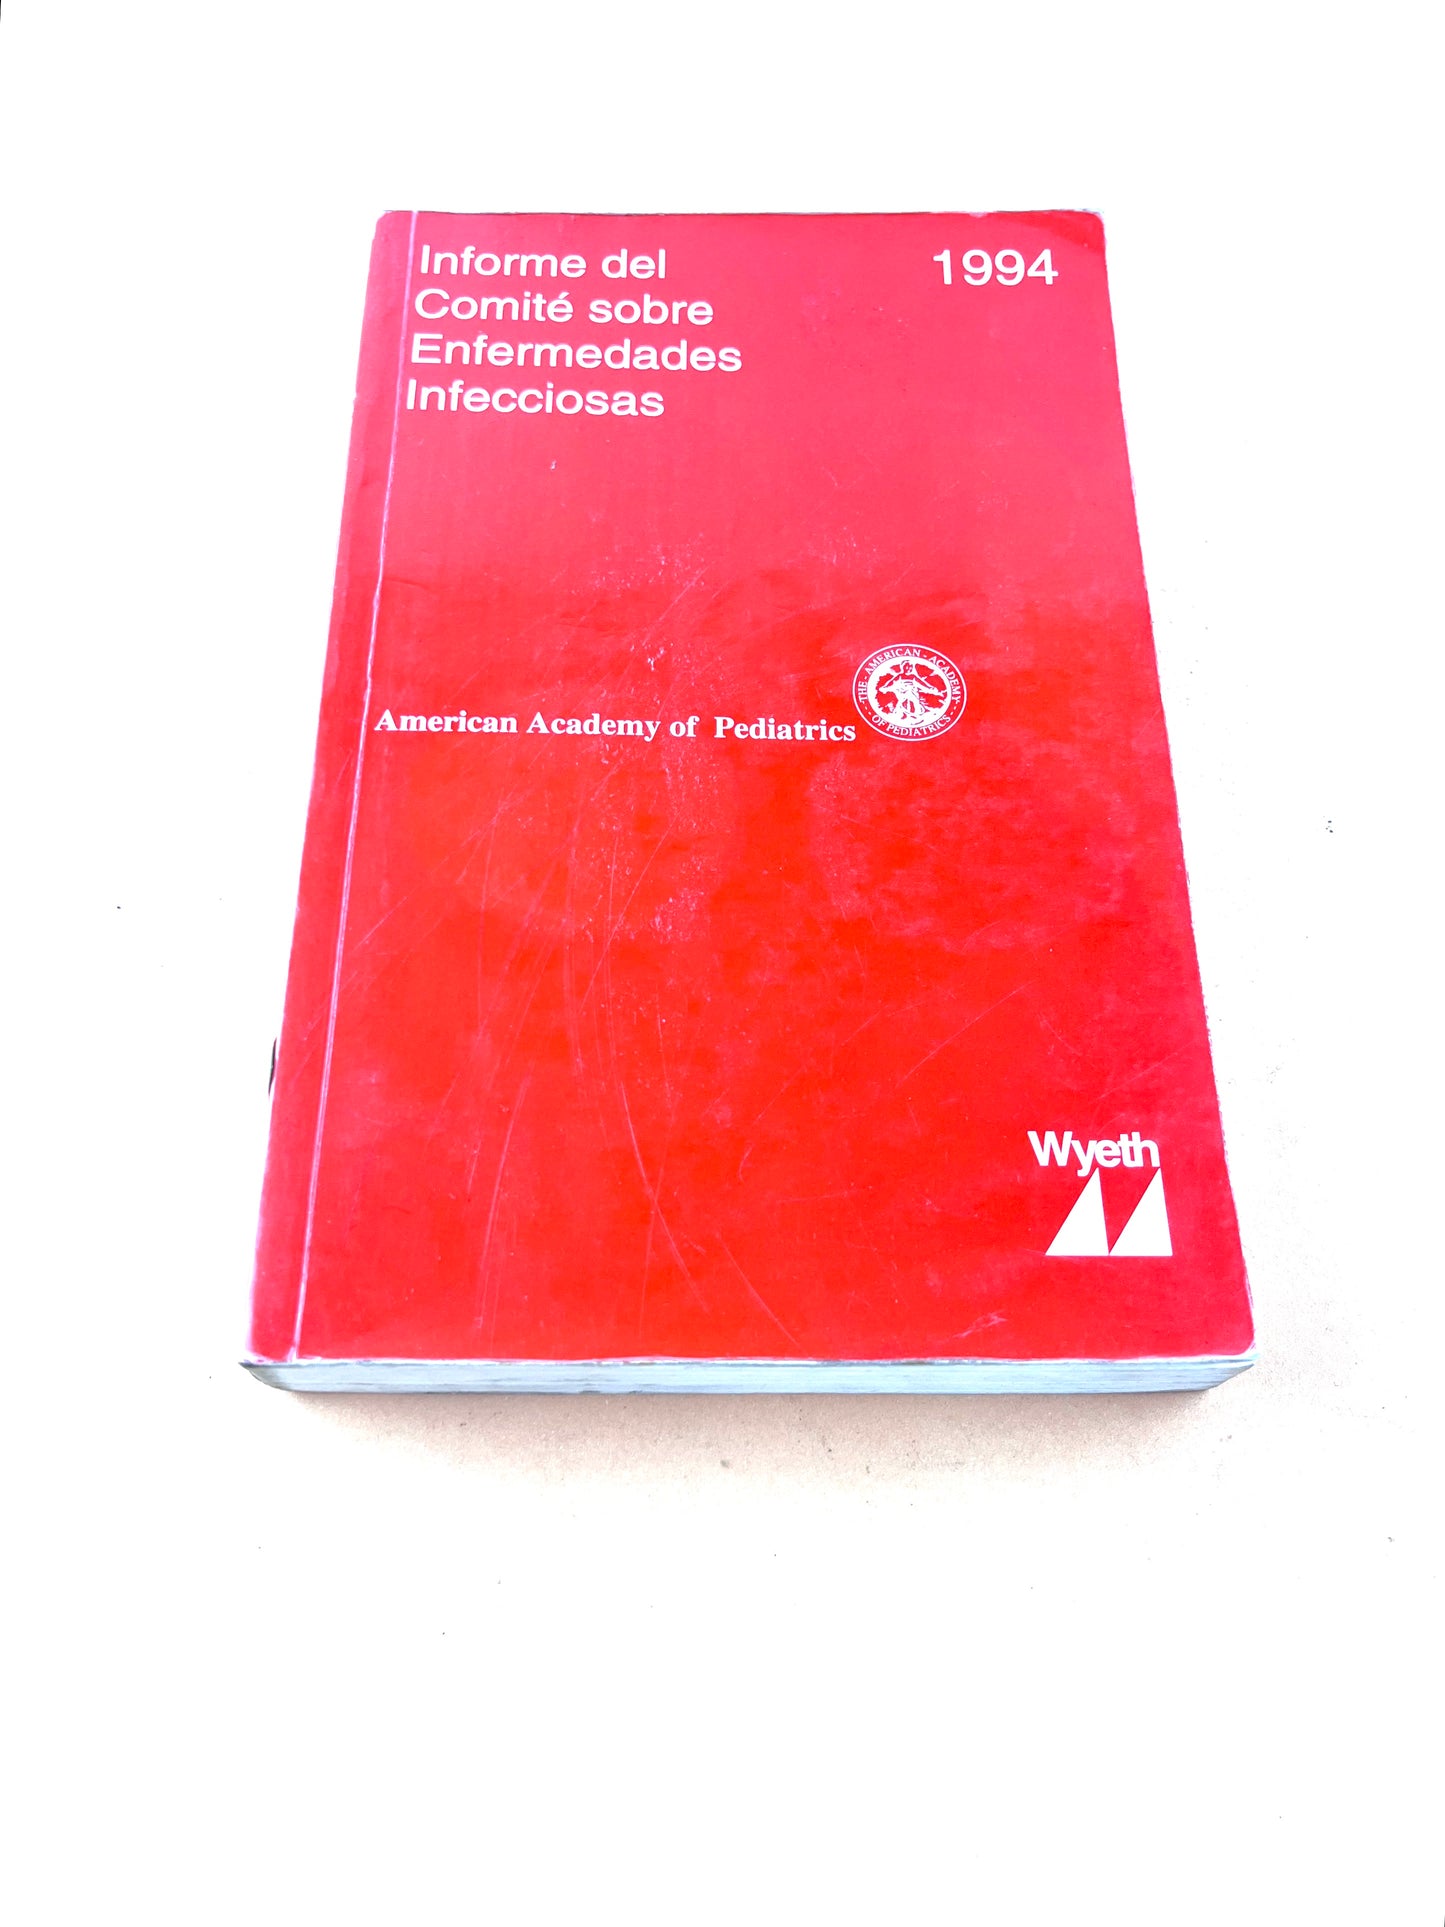 Informe del
Comité sobre
Enfermedades
Infecciosas
1994
American Academy of Pediatrics
· THE · AMERICAN · ACADEMY ·
· OF PEDIATRICS ·
Wyeth